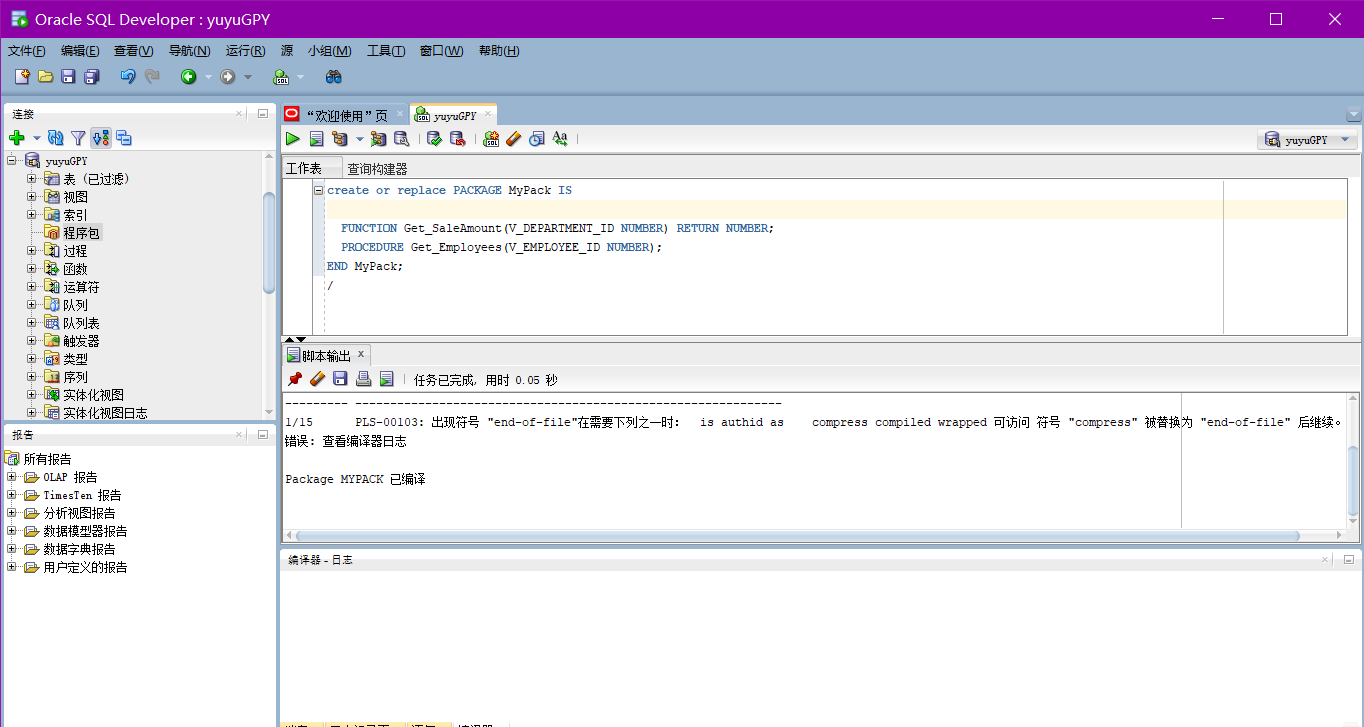 Oracle SQL Developer : yuyuGPY
文件(F) 编辑(E) 查看(V) 导航(N) 运行(R) 源 小组(M) 工具(T) 窗口(W) 帮助(H)
连接
yuyuGPY
表 (已过滤)
视图
索引
程序包
过程
函数
运算符
队列
队列表
触发器
类型
序列
实体化视图
实体化视图日志
报告
所有报告
OLAP 报告
TimesTen 报告
分析视图报告
数据模型器报告
数据字典报告
用户定义的报告
“欢迎使用”页
yuyuGPY
yuyuGPY
工作表 查询构建器
create or replace PACKAGE MyPack IS
FUNCTION Get_SaleAmount(V_DEPARTMENT_ID NUMBER) RETURN NUMBER;
PROCEDURE Get_Employees(V_EMPLOYEE_ID NUMBER);
END MyPack;
/
脚本输出 x
任务已完成, 用时 0.05 秒
--------- -------------------------------------------------------------
1/15 PLS-00103: 出现符号 "end-of-file"在需要下列之一时: is authid as compress compiled wrapped 可访问 符号 "compress" 被替换为 "end-of-file" 后继续。
错误: 查看编译器日志
Package MYPACK 已编译
编译器 - 日志